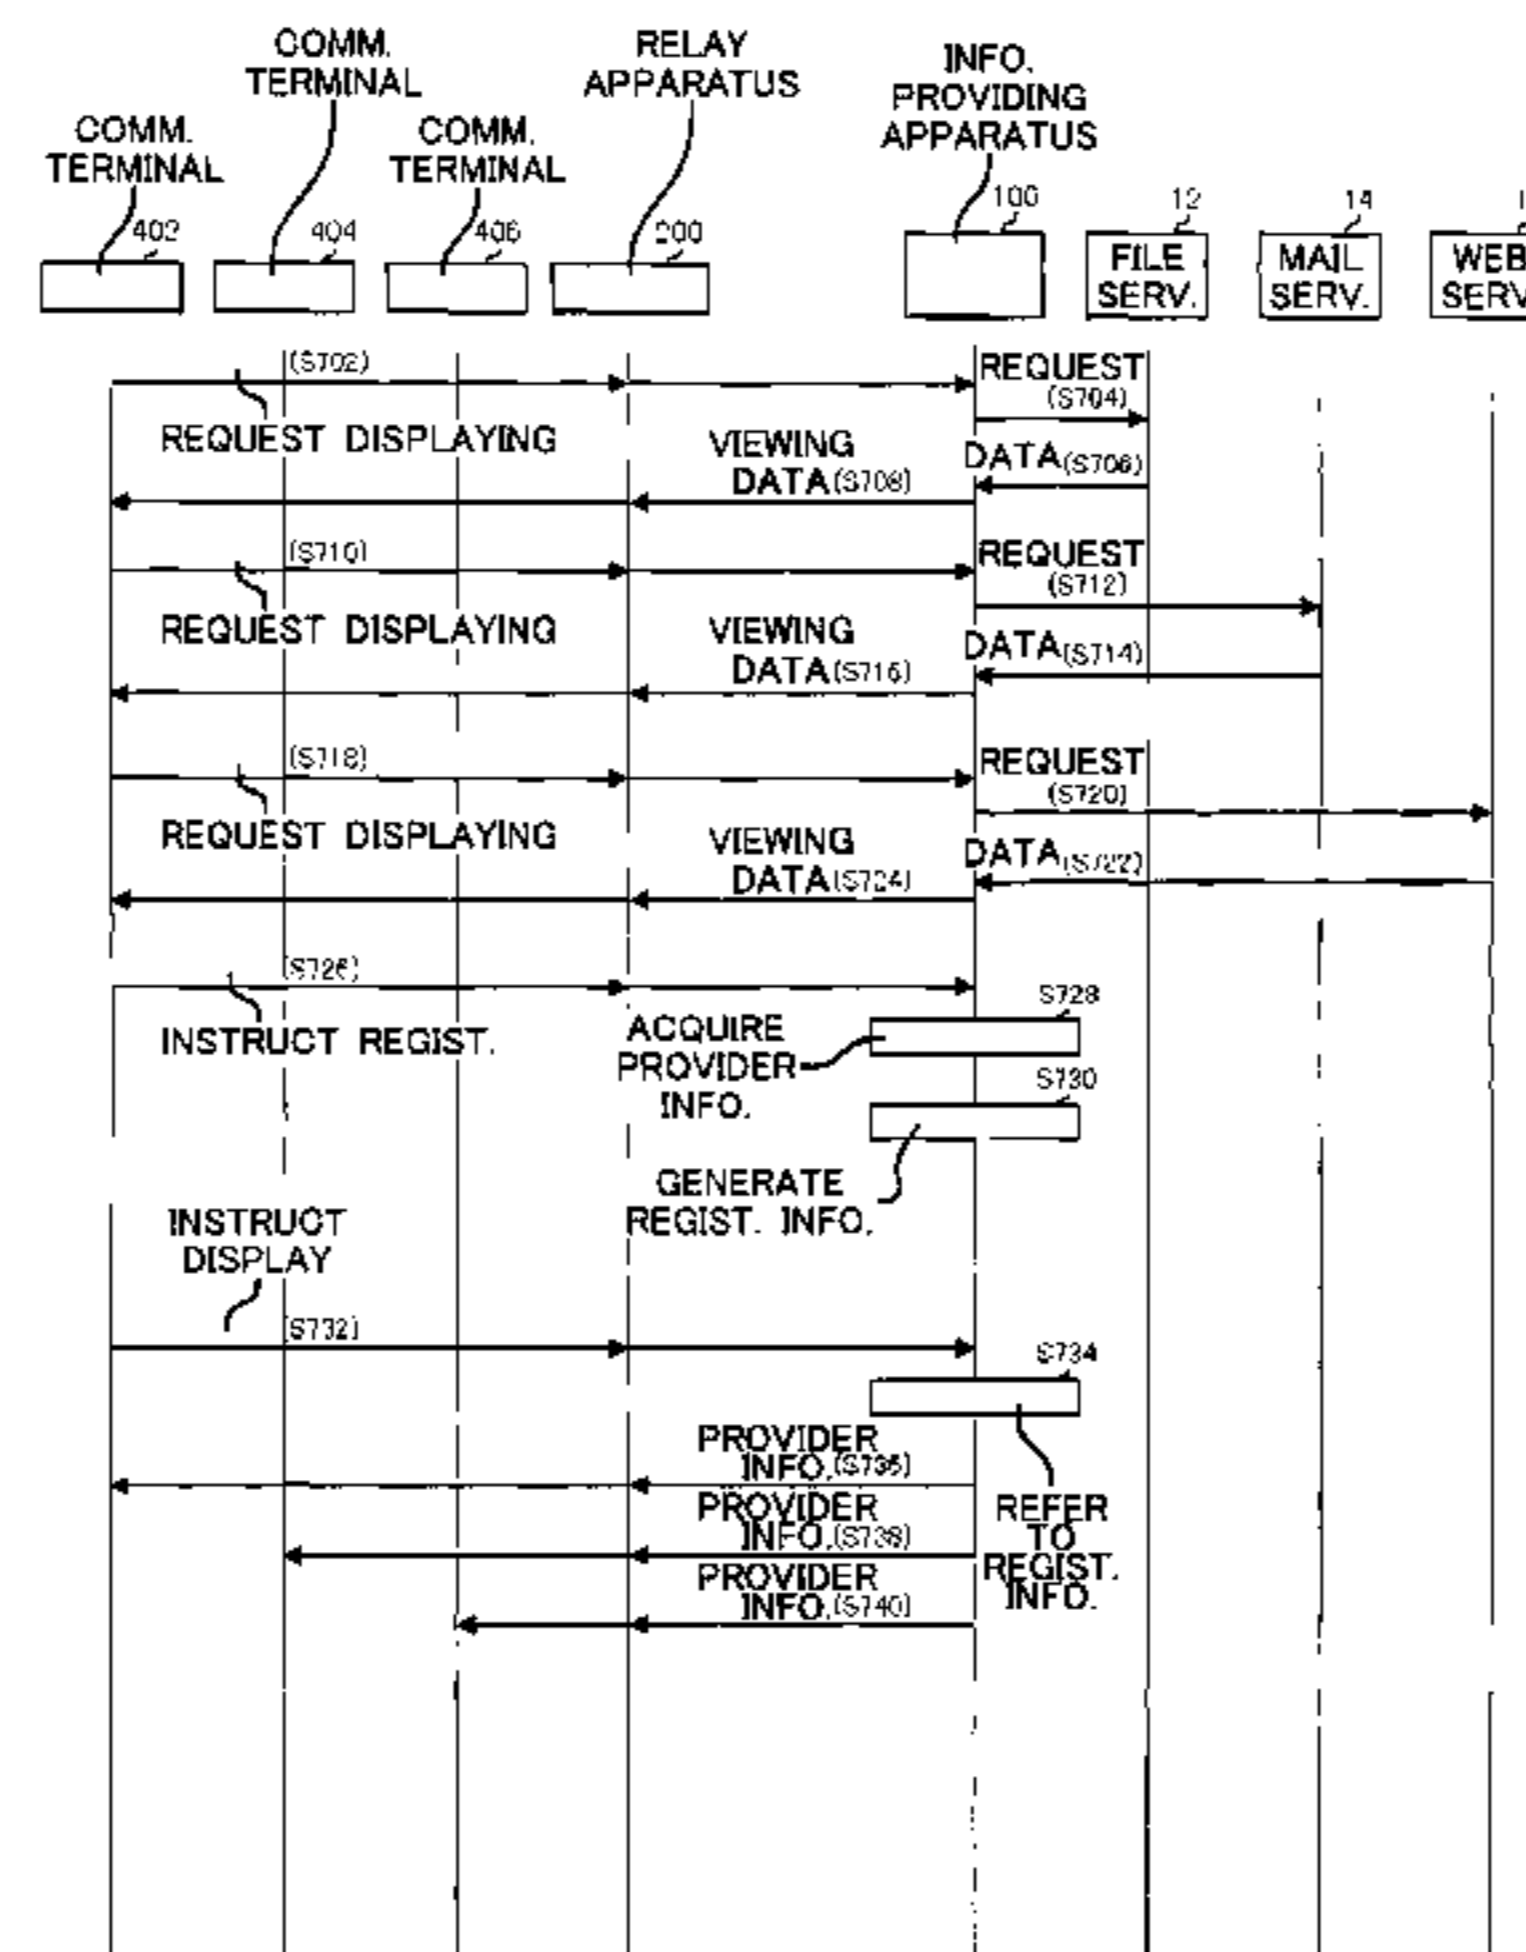 COMM.
TERMINAL
RELAY
APPARATUS
INFO.
PROVIDING
APPARATUS
COMM.
TERMINAL
COMM.
TERMINAL
402
404
406
200
100
12
14
FILE
SERV.
MAIL
SERV.
WEB
SERV
(S702)
REQUEST
(S704)
REQUEST DISPLAYING
VIEWING
DATA(S708)
DATA(S706)
(S710)
REQUEST
(S712)
REQUEST DISPLAYING
VIEWING
DATA(S716)
DATA(S714)
(S718)
REQUEST
(S720)
REQUEST DISPLAYING
VIEWING
DATA(S724)
DATA(S722)
(S726)
INSTRUCT REGIST.
S728
ACQUIRE
PROVIDER
INFO.
S730
GENERATE
REGIST. INFO.
INSTRUCT
DISPLAY
(S732)
S734
PROVIDER
INFO.(S736)
PROVIDER
INFO.(S738)
PROVIDER
INFO.(S740)
REFER
TO
REGIST.
INFO.